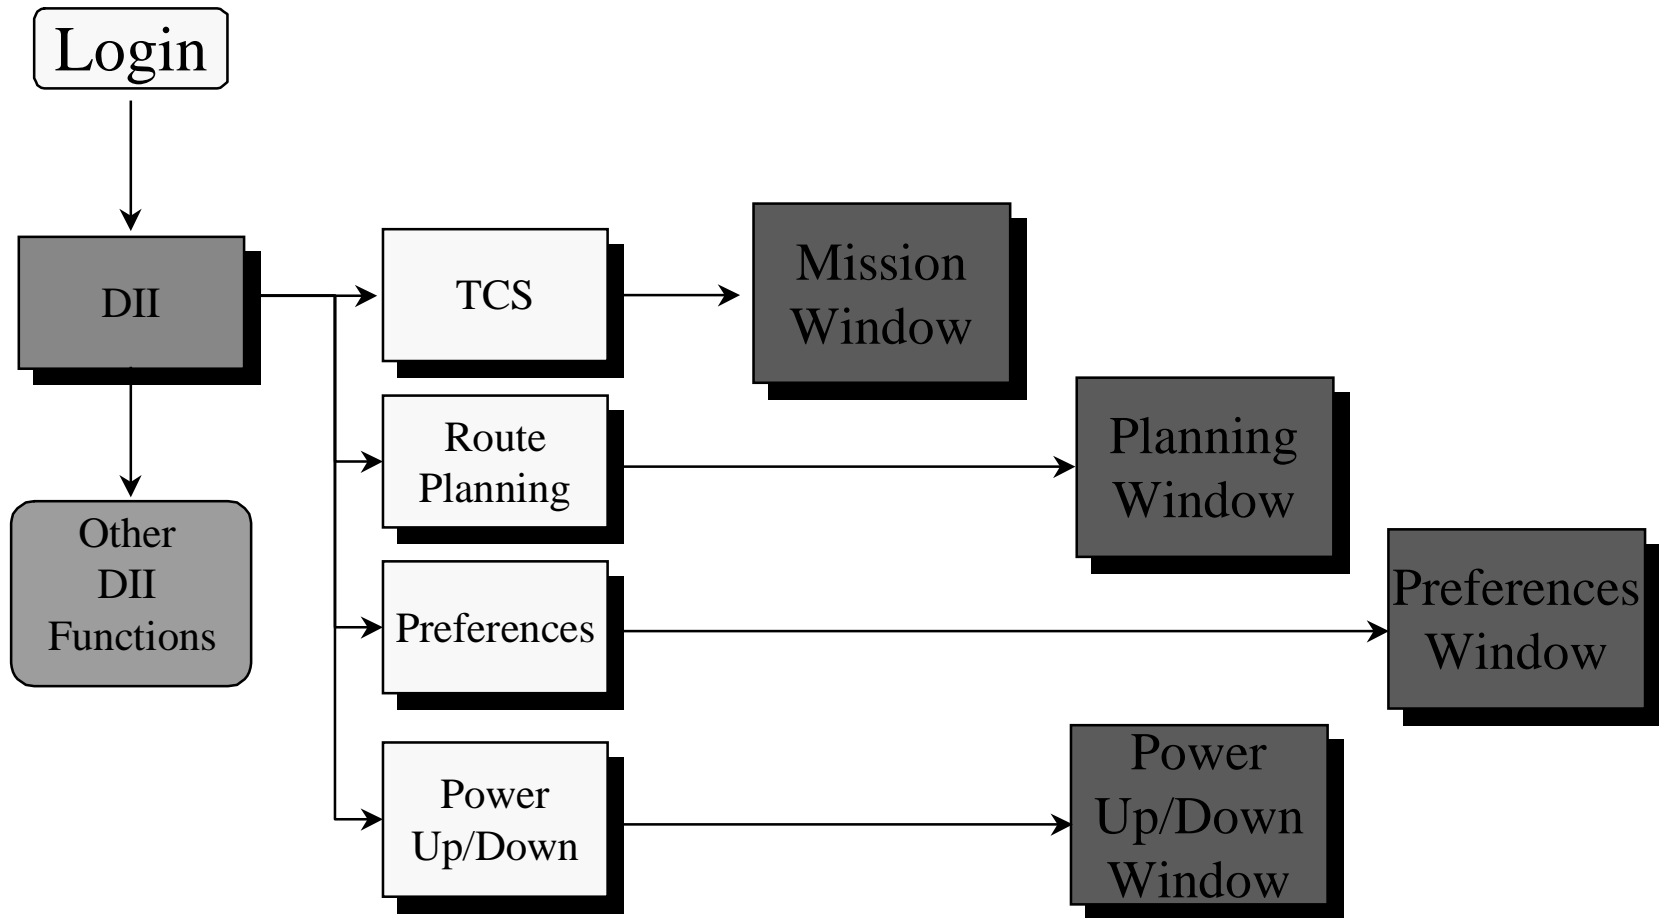 Login
DII
Other
DII
Functions
TCS
Mission
Window
Route
Planning
Planning
Window
Preferences
Preferences
Window
Power
Up/Down
Power
Up/Down
Window